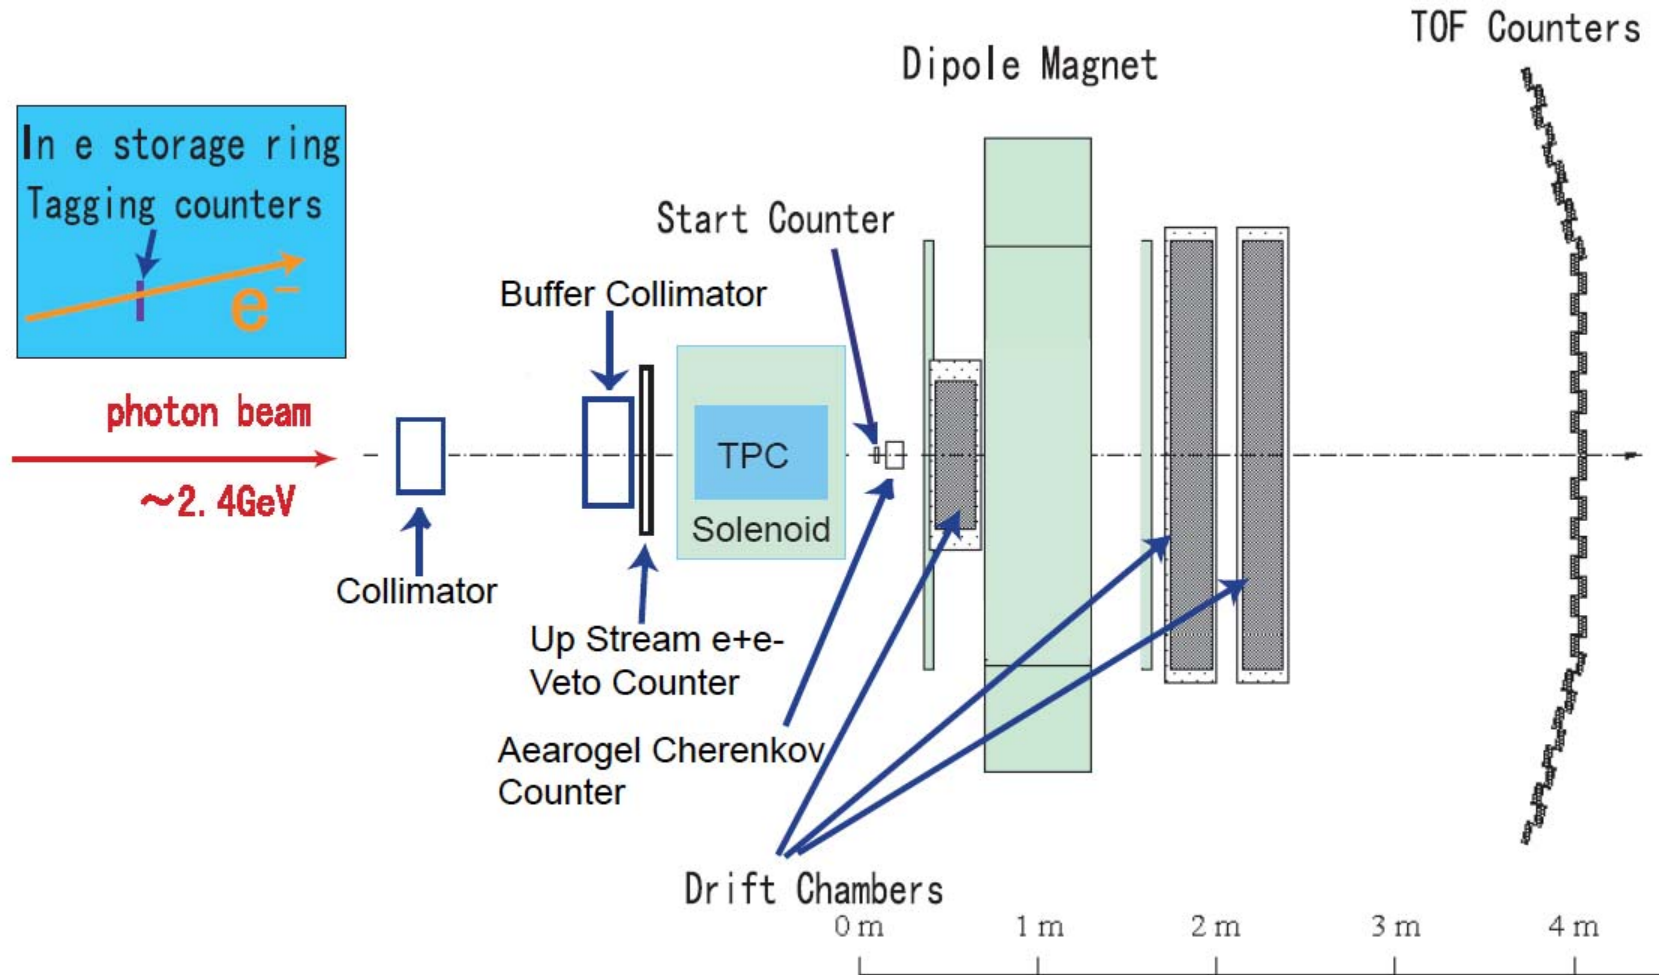 TOF Counters
Dipole Magnet
In e storage ring
Tagging counters
e⁻
Start Counter
Buffer Collimator
photon beam
～2.4GeV
TPC
Solenoid
Collimator
Up Stream e+e-
Veto Counter
Aearogel Cherenkov
Counter
Drift Chambers
0 m 1 m 2 m 3 m 4 m